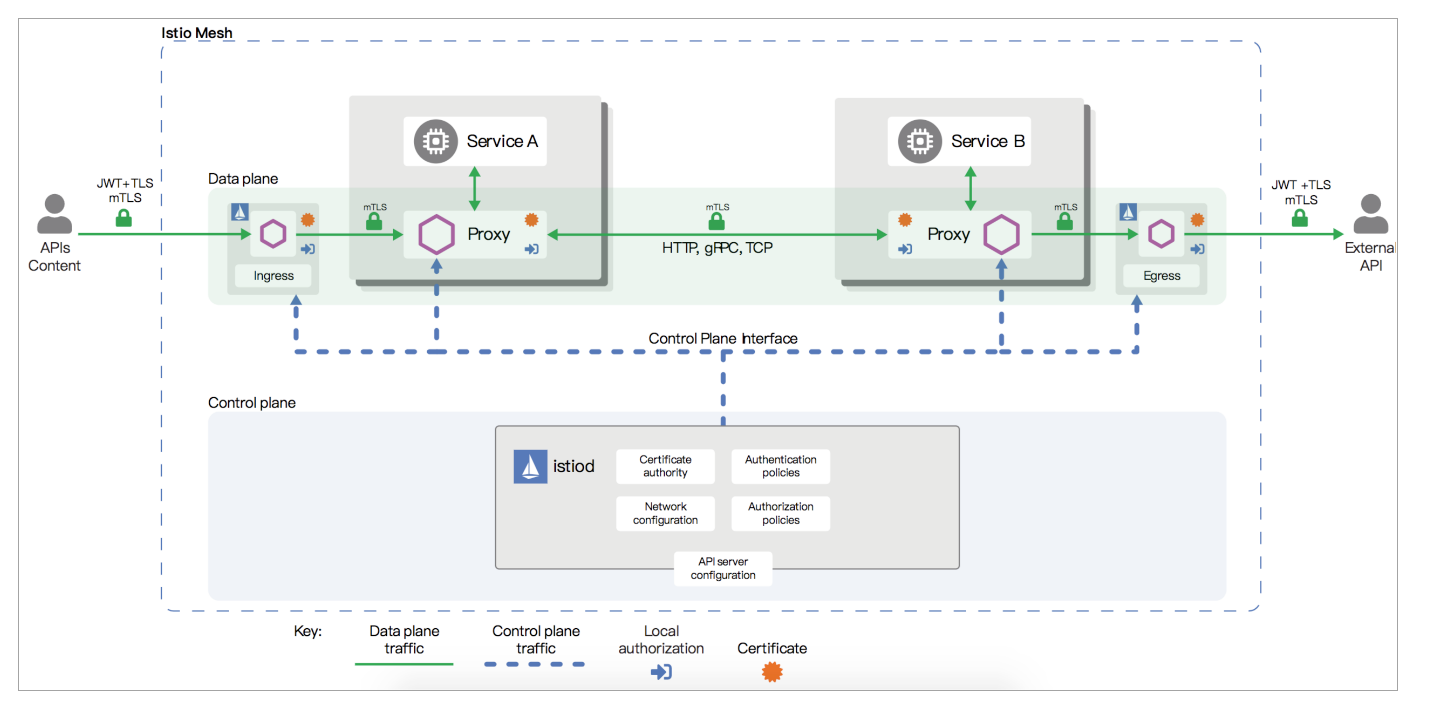 Istio Mesh
Service A
Service B
Data plane
JWT+TLS
mTLS
APIs
Content
Ingress
mTLS
Proxy
mTLS
HTTP, gRPC, TCP
Proxy
mTLS
Egress
JWT +TLS
mTLS
External
API
Control Plane Interface
Control plane
istiod
Certificate
authority
Authentication
policies
Network
configuration
Authorization
policies
API server
configuration
Key:
Data plane
traffic
Control plane
traffic
Local
authorization
Certificate